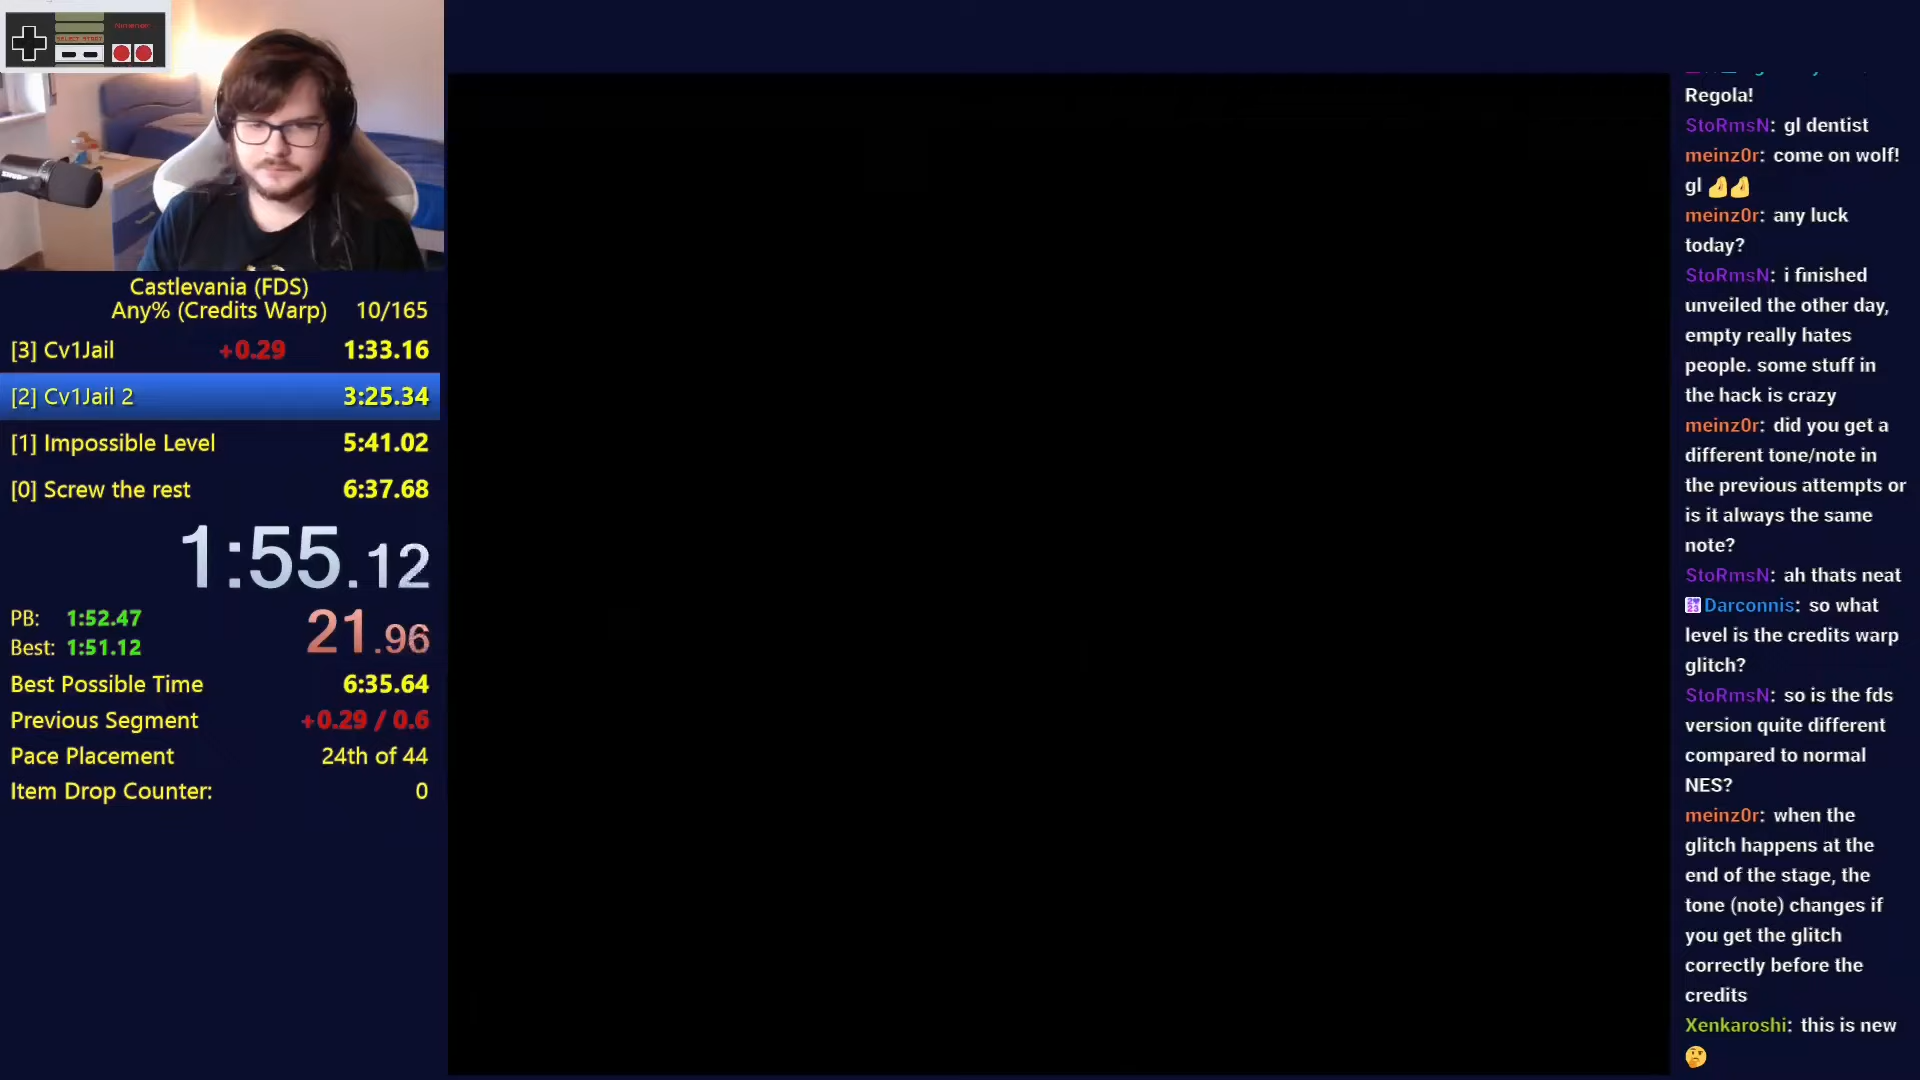 Nintendo
SELECT START
Castlevania (FDS)
Any% (Credits Warp) 10/165
[3] Cv1Jail +0.29 1:33.16
[2] Cv1Jail 2 3:25.34
[1] Impossible Level 5:41.02
[0] Screw the rest 6:37.68
1:55.12
PB: 1:52.47
Best: 1:51.12
21.96
Best Possible Time 6:35.64
Previous Segment +0.29 / 0.6
Pace Placement 24th of 44
Item Drop Counter: 0
Regola!
StoRmsN: gl dentist
meinz0r: come on wolf!
gl
meinz0r: any luck
today?
StoRmsN: i finished
unveiled the other day,
empty really hates
people. some stuff in
the hack is crazy
meinz0r: did you get a
different tone/note in
the previous attempts or
is it always the same
note?
StoRmsN: ah thats neat
Darconnis: so what
level is the credits warp
glitch?
StoRmsN: so is the fds
version quite different
compared to normal
NES?
meinz0r: when the
glitch happens at the
end of the stage, the
tone (note) changes if
you get the glitch
correctly before the
credits
Xenkaroshi: this is new
🤔